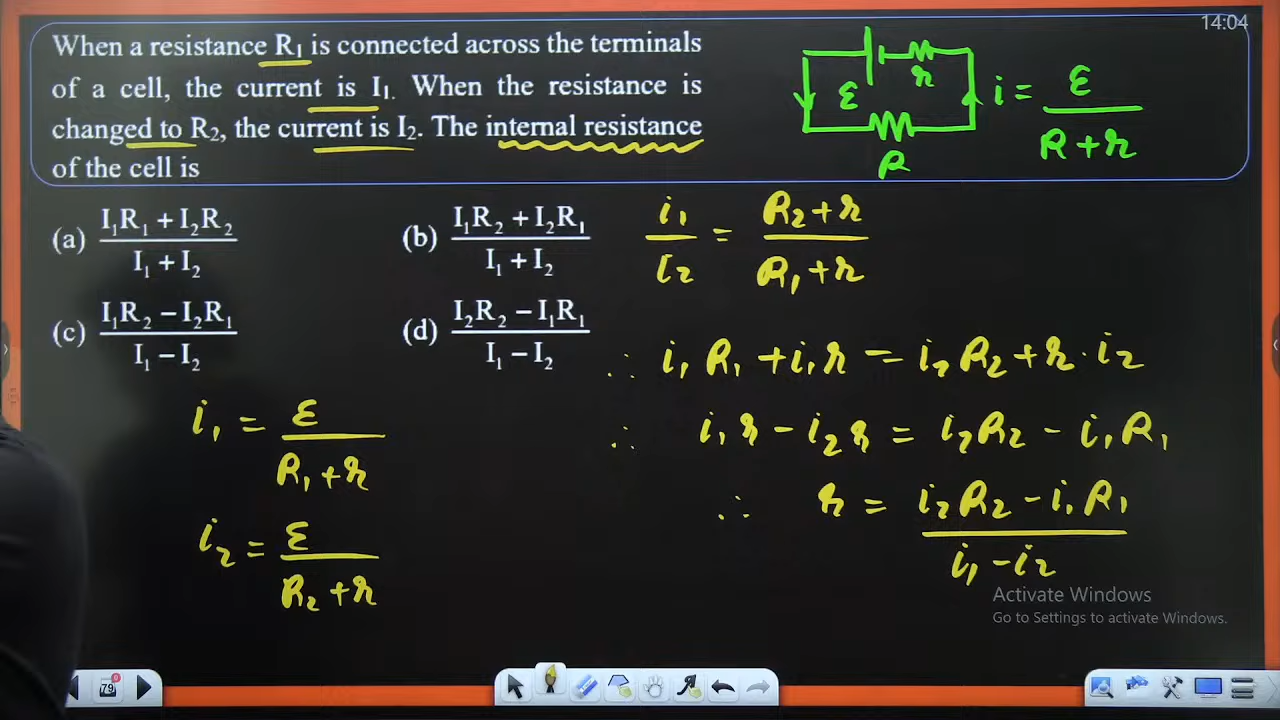 14:04
When a resistance R₁ is connected across the terminals
of a cell, the current is I₁. When the resistance is
changed to R₂, the current is I₂. The internal resistance
of the cell is
ε r
R
i = ε / (R + r)
(a) (I₁R₁ + I₂R₂) / (I₁ + I₂)
(b) (I₁R₂ + I₂R₁) / (I₁ + I₂)
(c) (I₁R₂ − I₂R₁) / (I₁ − I₂)
(d) (I₂R₂ − I₁R₁) / (I₁ − I₂)
i₁ / i₂ = (R₂ + r) / (R₁ + r)
∴ i₁R₁ + i₁r = i₂R₂ + r·i₂
∴ i₁r − i₂r = i₂R₂ − i₁R₁
∴ r = (i₂R₂ − i₁R₁) / (i₁ − i₂)
i₁ = ε / (R₁ + r)
i₂ = ε / (R₂ + r)
Activate Windows
Go to Settings to activate Windows.
79